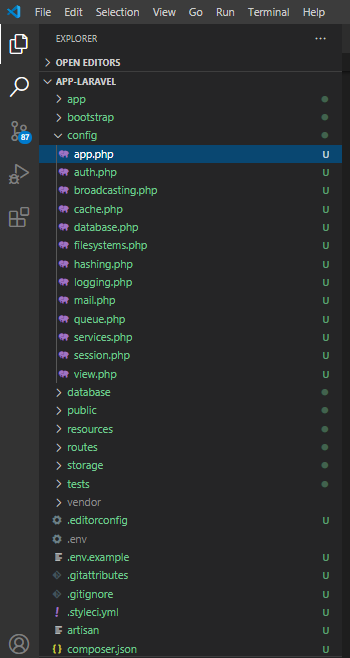 File Edit Selection View Go Run Terminal Help
EXPLORER
OPEN EDITORS
APP-LARAVEL
app
bootstrap
config
app.php U
auth.php U
broadcasting.php U
cache.php U
database.php U
filesystems.php U
hashing.php U
logging.php U
mail.php U
queue.php U
services.php U
session.php U
view.php U
database
public
resources
routes
storage
tests
vendor
.editorconfig U
.env
.env.example U
.gitattributes U
.gitignore U
.styleci.yml U
artisan U
composer.json U
87